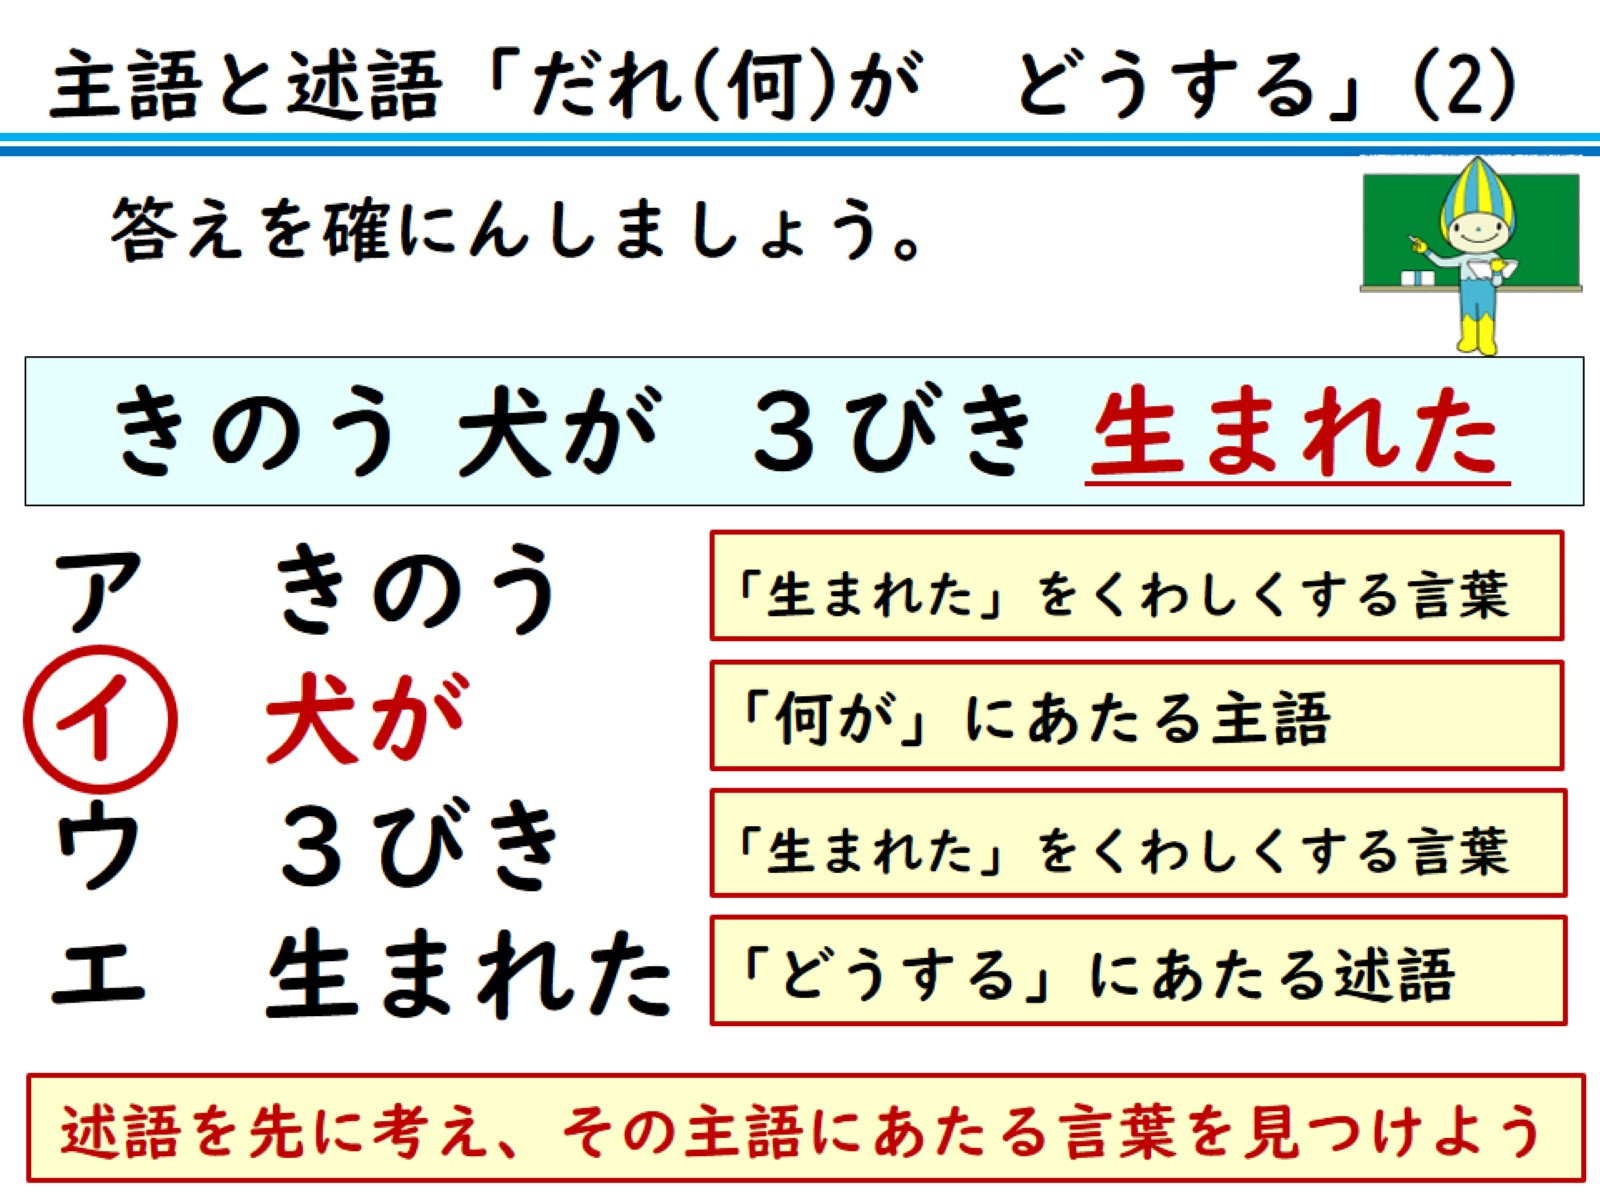 主語と述語「だれ(何)が　どうする」(2)
答えを確にんしましょう。
きのう 犬が　３びき 生まれた
ア　きのう　「生まれた」をくわしくする言葉
イ　犬が　「何が」にあたる主語
ウ　３びき　「生まれた」をくわしくする言葉
エ　生まれた　「どうする」にあたる述語
述語を先に考え、その主語にあたる言葉を見つけよう